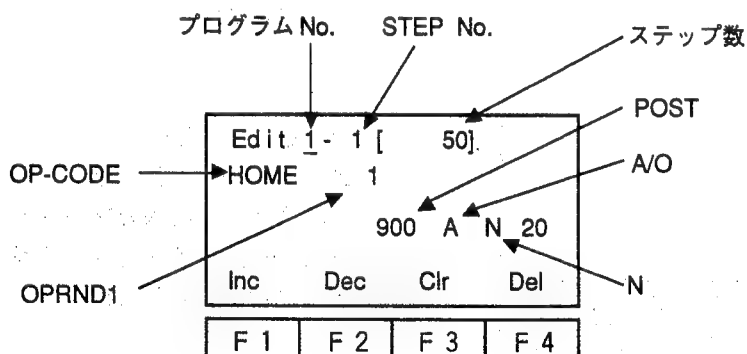 プログラム No. STEP No. ステップ数
POST
Edit 1 - 1 [ 50].
A/O
OP-CODE HOME 1
900 A N 20
Inc Dec Clr Del
OPRND1 N
F 1 F 2 F 3 F 4